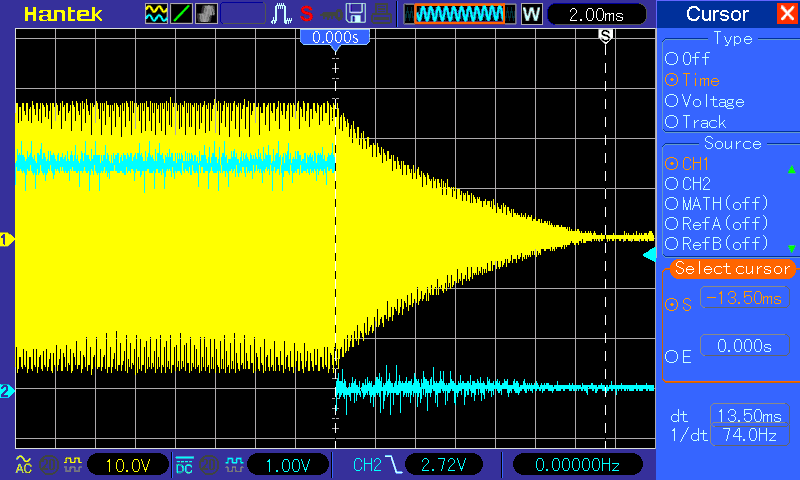 Hantek S W 2.00ms Cursor
0.000s
S
Type
Off
Time
Voltage
Track
Source
CH1
CH2
MATH(off)
RefA(off)
RefB(off)
1
Select cursor
S -13.50ms
E 0.000s
2
dt 13.50ms
1/dt 74.0Hz
AC 20 10.0V DC 20 1.00V CH2 2.72V 0.00000Hz